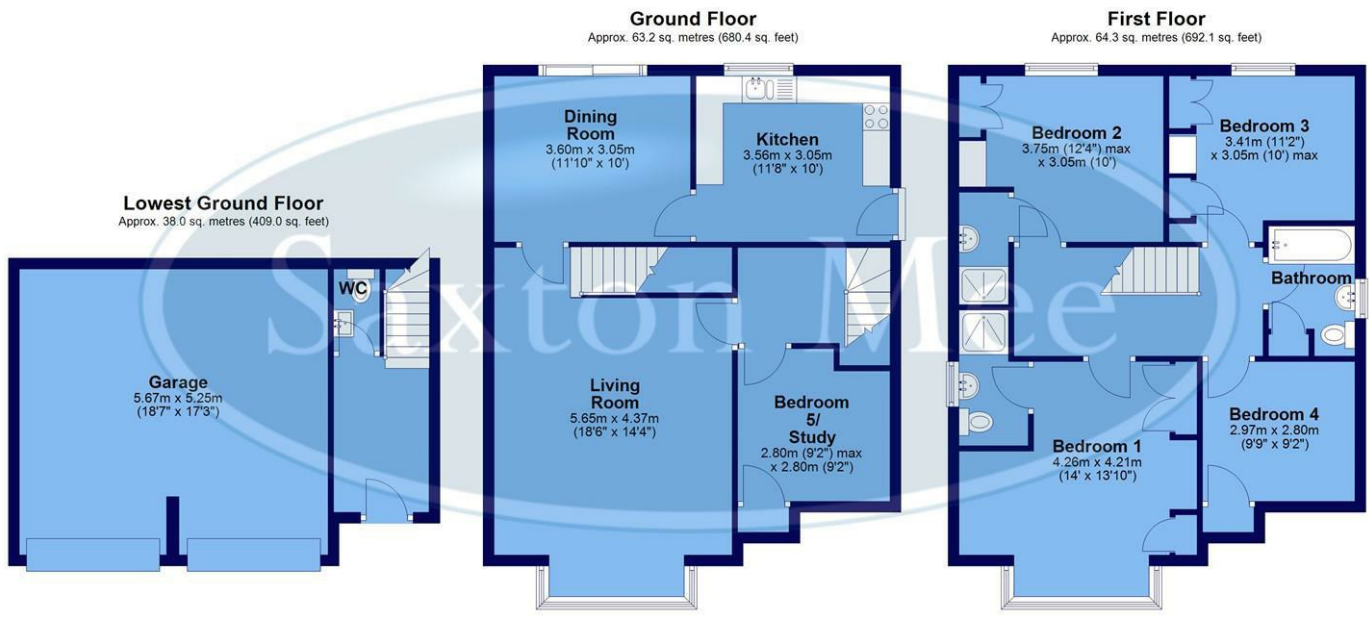 Ground Floor
Approx. 63.2 sq. metres (680.4 sq. feet)
First Floor
Approx. 64.3 sq. metres (692.1 sq. feet)
Lowest Ground Floor
Approx. 38.0 sq. metres (409.0 sq. feet)
Dining
Room
3.60m x 3.05m
(11'10" x 10')
Kitchen
3.56m x 3.05m
(11'8" x 10')
Bedroom 2
3.75m (12'4") max
x 3.05m (10')
Bedroom 3
3.41m (11'2")
x 3.05m (10') max
WC
Bathroom
Saxton Mee
Garage
5.67m x 5.25m
(18'7" x 17'3")
Living
Room
5.65m x 4.37m
(18'6" x 14'4")
Bedroom
5/
Study
2.80m (9'2") max
x 2.80m (9'2")
Bedroom 1
4.26m x 4.21m
(14' x 13'10")
Bedroom 4
2.97m x 2.80m
(9'9" x 9'2")